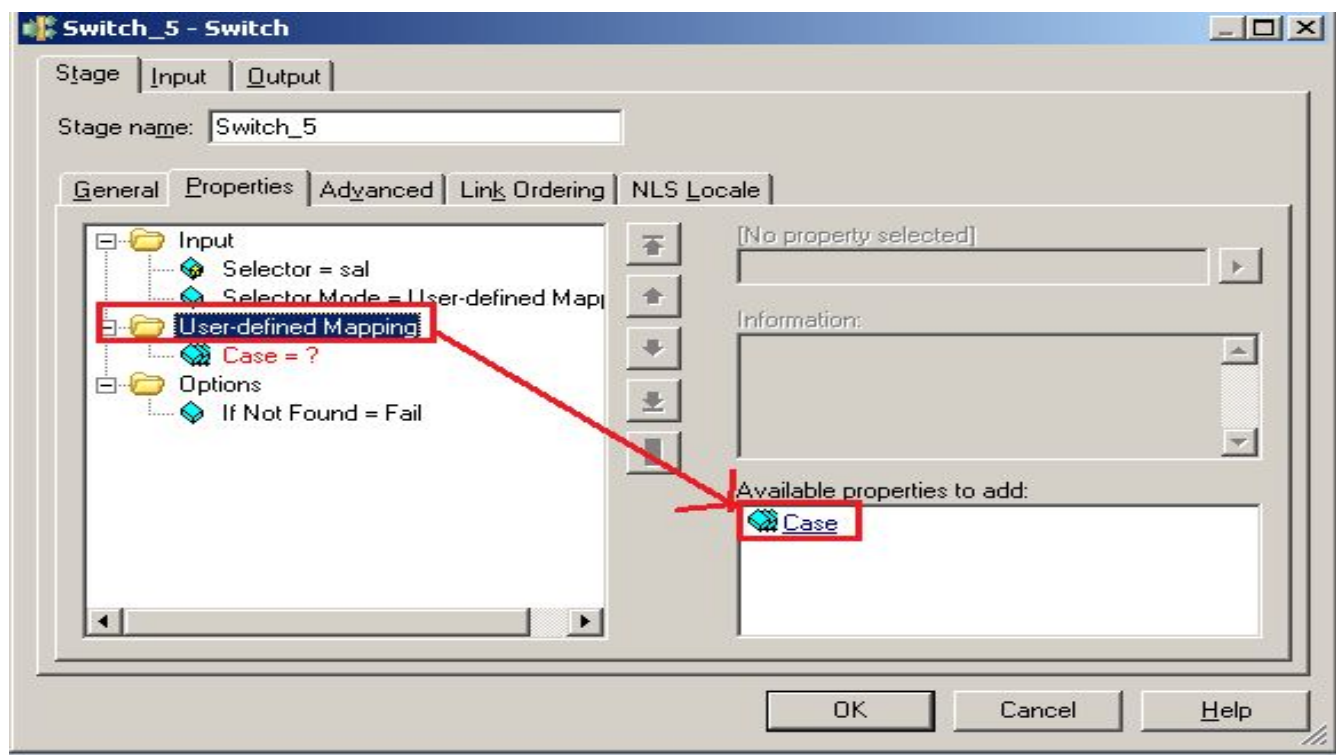 Switch_5 - Switch
Stage Input Output
Stage name: Switch_5
General Properties Advanced Link Ordering NLS Locale
Input
Selector = sal
Selector Mode = User-defined Mapp
User-defined Mapping
Case = ?
Options
If Not Found = Fail
[No property selected]
Information:
Available properties to add:
Case
OK Cancel Help